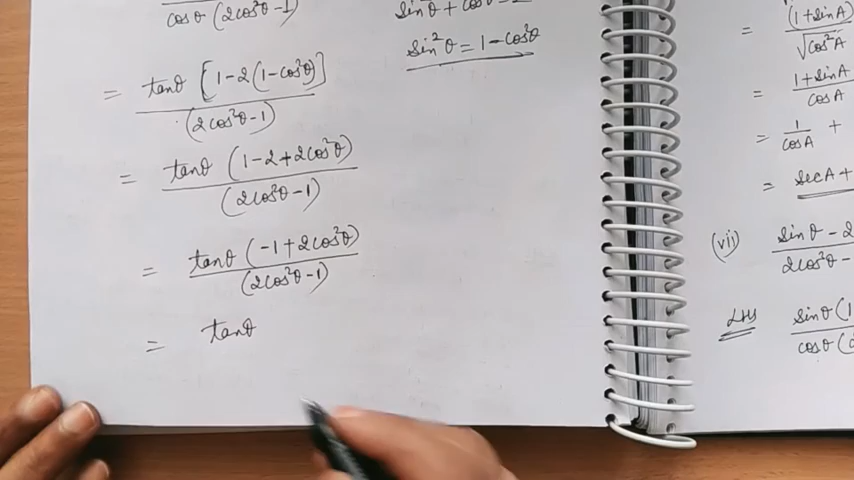 cosθ (2cos²θ-1)
= tanθ [1-2(1-cos²θ)]
(2cos²θ-1)
= tanθ (1-2+2cos²θ)
(2cos²θ-1)
= tanθ (-1+2cos²θ)
(2cos²θ-1)
= tanθ
sin²θ = 1-cos²θ
= (1+sinA)
√cos²A
= 1+sinA
cosA
= 1 +
cosA
= secA+
(vii) sinθ-2
2cos²θ-
LHS sinθ(1
cosθ(